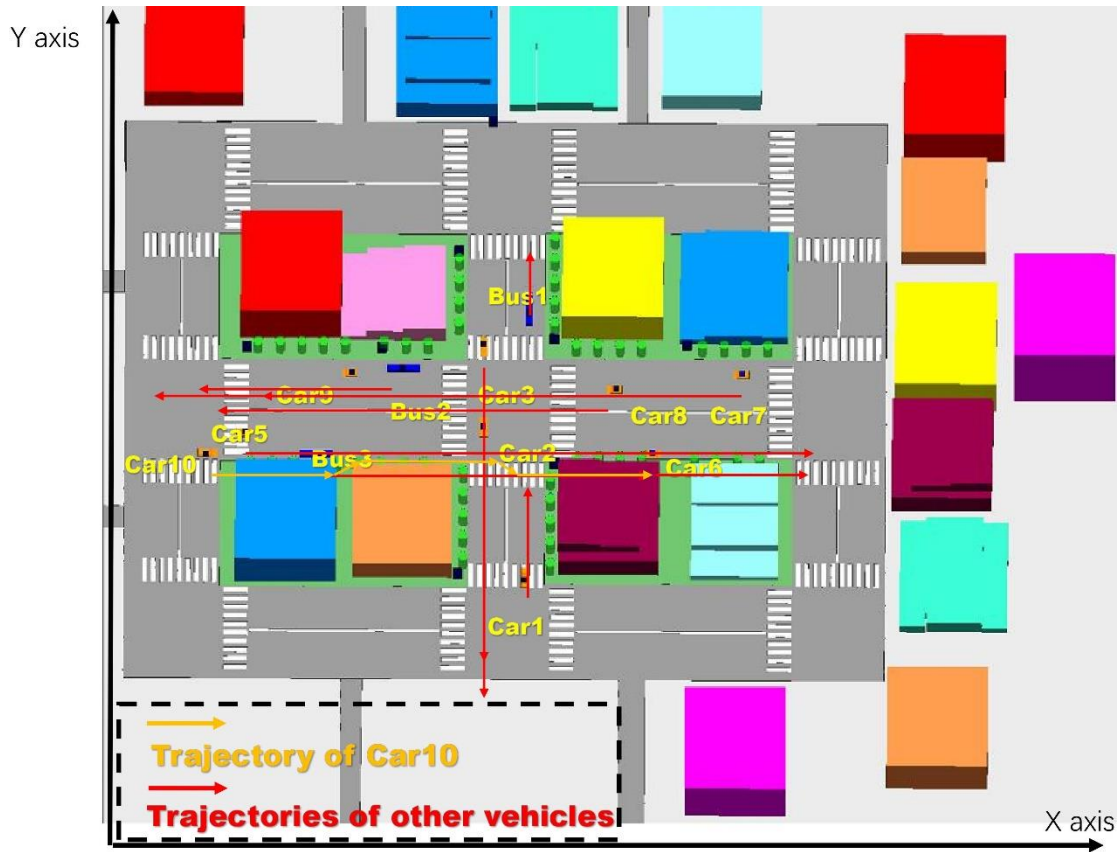 Y axis
Bus1
Car9
Car3
Bus2
Car8
Car7
Car5
Car2
Car10
Bus3
Car6
Car1
Trajectory of Car10
Trajectories of other vehicles
X axis